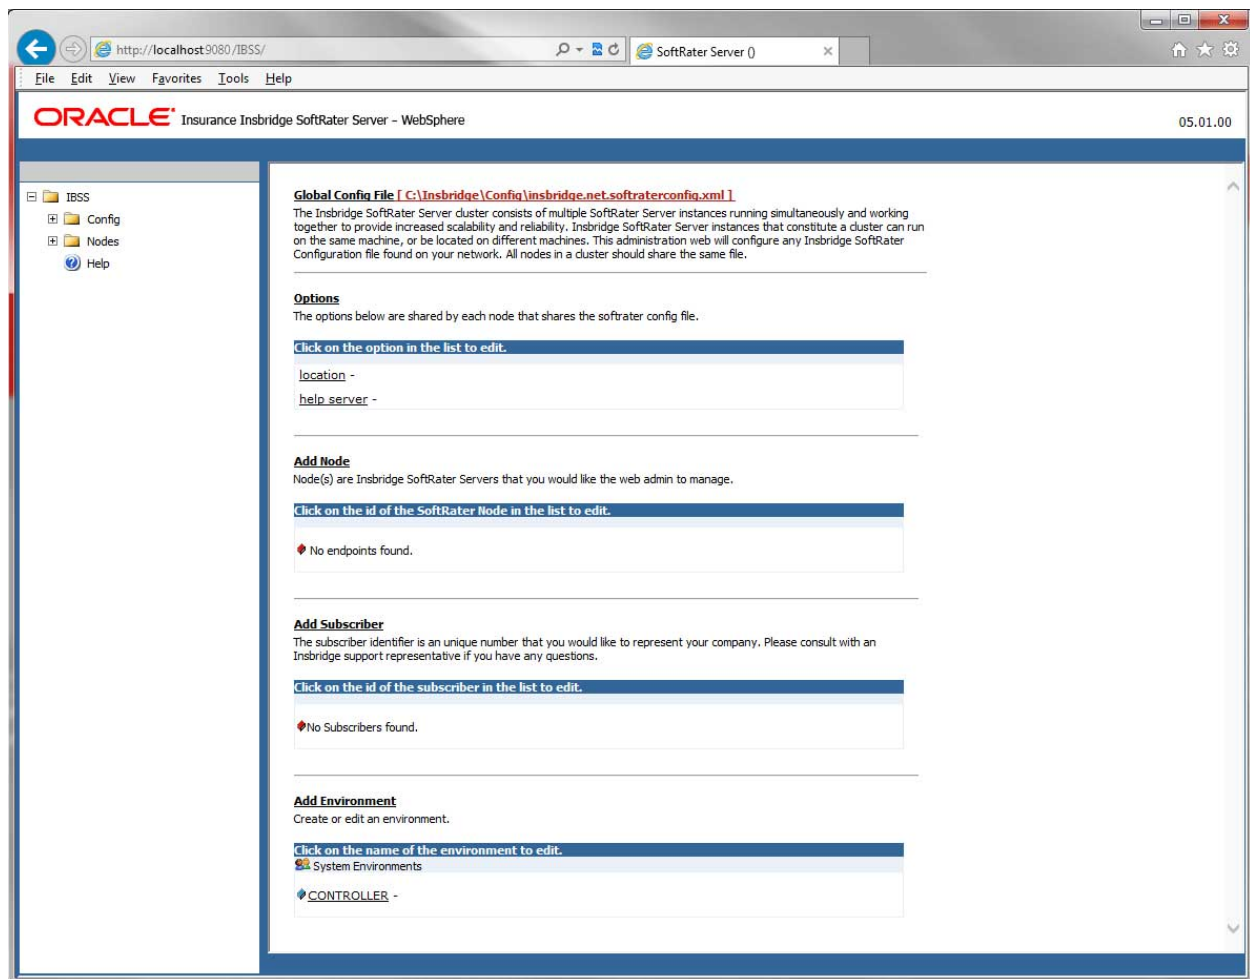 http://localhost:9080/IBSS/
SoftRater Server ()
File Edit View Favorites Tools Help
ORACLE Insurance Insbridge SoftRater Server - WebSphere
05.01.00
IBSS
Config
Nodes
Help
Global Config File [ C:\Insbridge\Config\insbridge.net.softraterconfig.xml ]
The Insbridge SoftRater Server cluster consists of multiple SoftRater Server instances running simultaneously and working
together to provide increased scalability and reliability. Insbridge SoftRater Server instances that constitute a cluster can run
on the same machine, or be located on different machines. This administration web will configure any Insbridge SoftRater
Configuration file found on your network. All nodes in a cluster should share the same file.
Options
The options below are shared by each node that shares the softrater config file.
Click on the option in the list to edit.
location -
help server -
Add Node
Node(s) are Insbridge SoftRater Servers that you would like the web admin to manage.
Click on the id of the SoftRater Node in the list to edit.
No endpoints found.
Add Subscriber
The subscriber identifier is an unique number that you would like to represent your company. Please consult with an
Insbridge support representative if you have any questions.
Click on the id of the subscriber in the list to edit.
No Subscribers found.
Add Environment
Create or edit an environment.
Click on the name of the environment to edit.
System Environments
CONTROLLER -